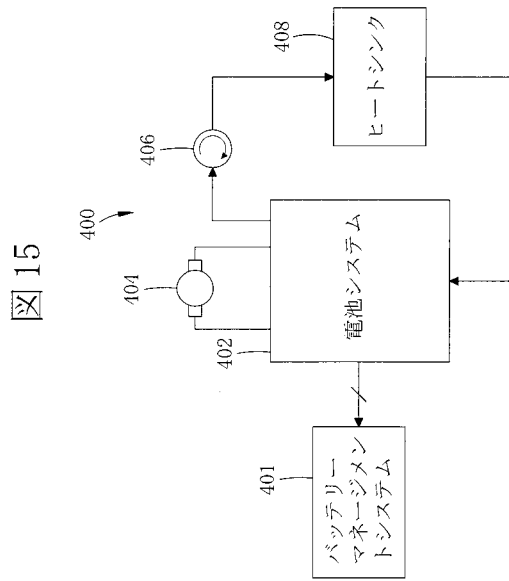 図 15
400
404
406
408
ヒートシンク
402
電池システム
401
バッテリー
マネージメン
トシステム